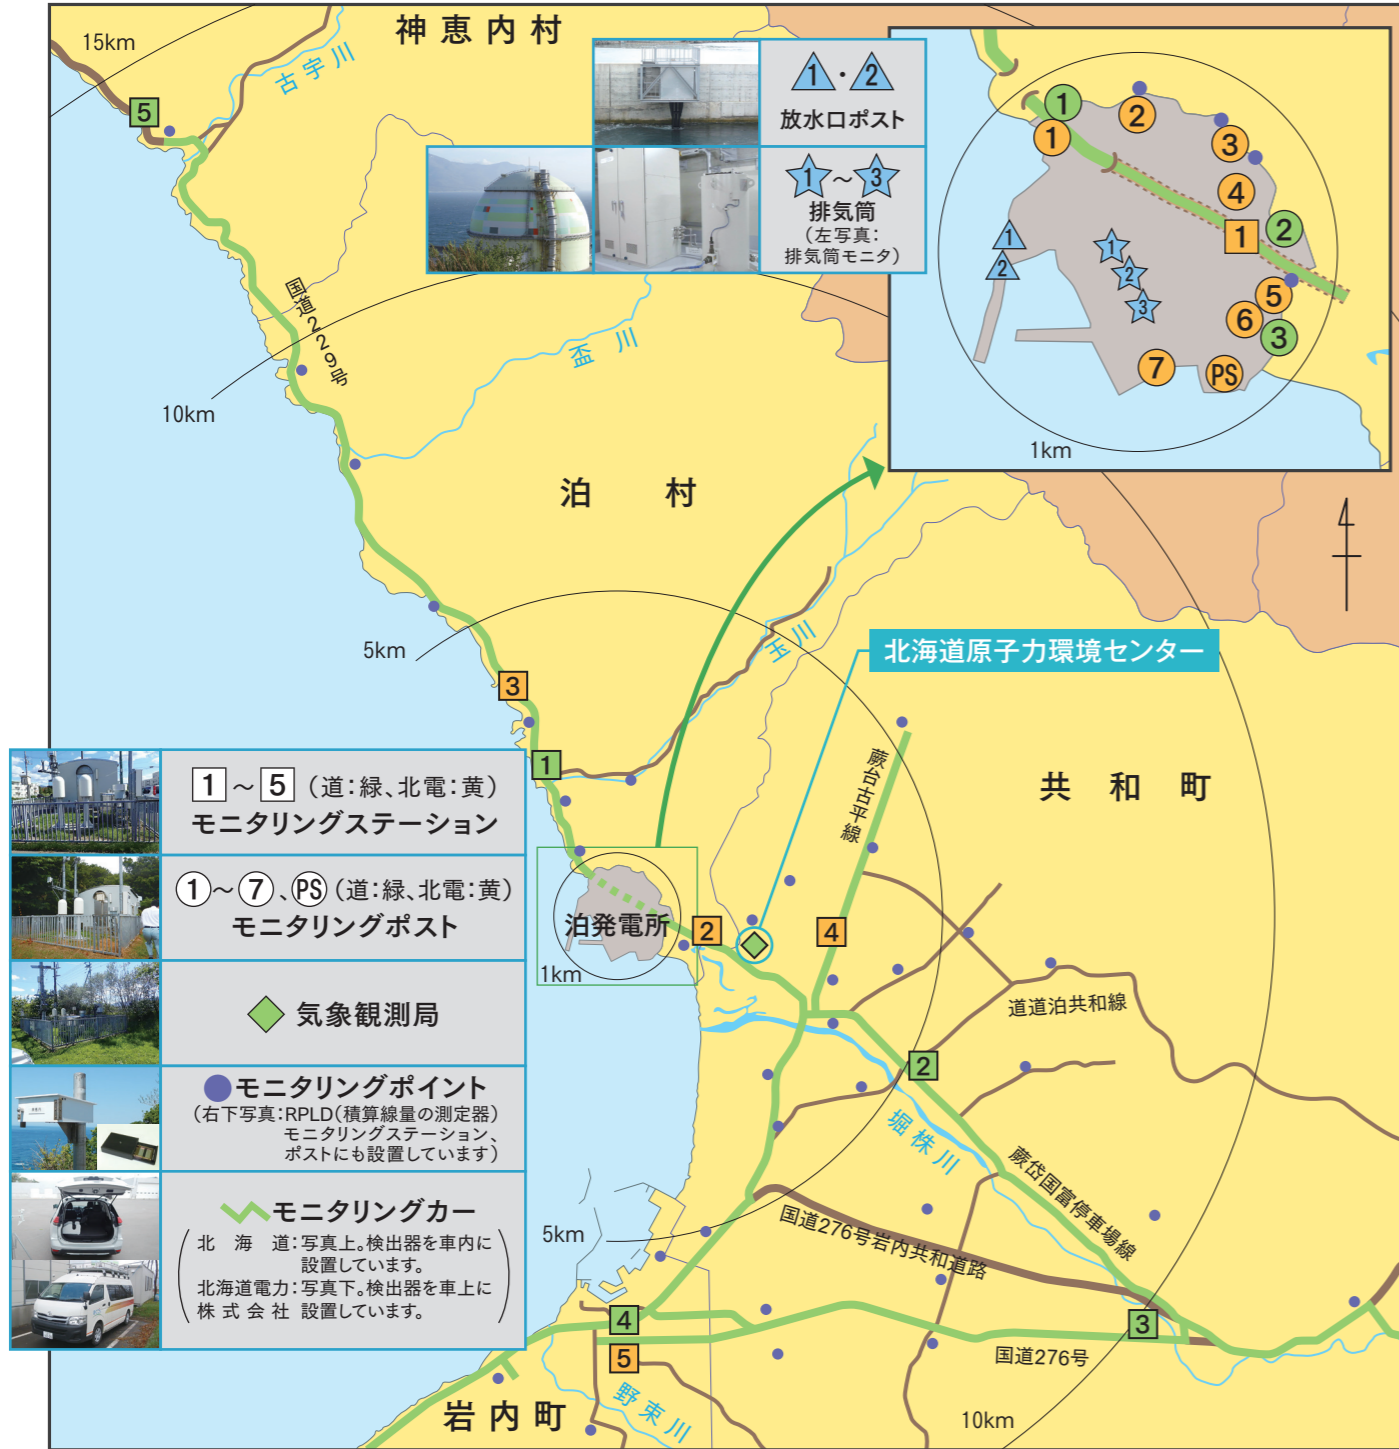 神恵内村
15km
古宇川
5
1・2
放水口ポスト
1～3
排気筒
(左写真:
排気筒モニタ)
1
1
2
3
4
1
2
1
2
1
2
3
5
6
3
7
PS
1km
国道229号
盃川
10km
泊 村
5km
玉川
北海道原子力環境センター
3
1
蕨台古平線
共和町
1～5(道:緑、北電:黄)
モニタリングステーション
①～⑦、PS(道:緑、北電:黄)
モニタリングポスト
気象観測局
モニタリングポイント
(右下写真:RPLD(積算線量の測定器)
モニタリングステーション、
ポストにも設置しています)
モニタリングカー
北海道:写真上。検出器を車内に
設置しています。
北海道電力:写真下。検出器を車上に
株式会社 設置しています。
泊発電所
1km
2
4
道道泊共和線
2
堀株川
蕨岱国富停車場線
国道276号岩内共和道路
5km
4
5
3
国道276号
野束川
岩内町
10km